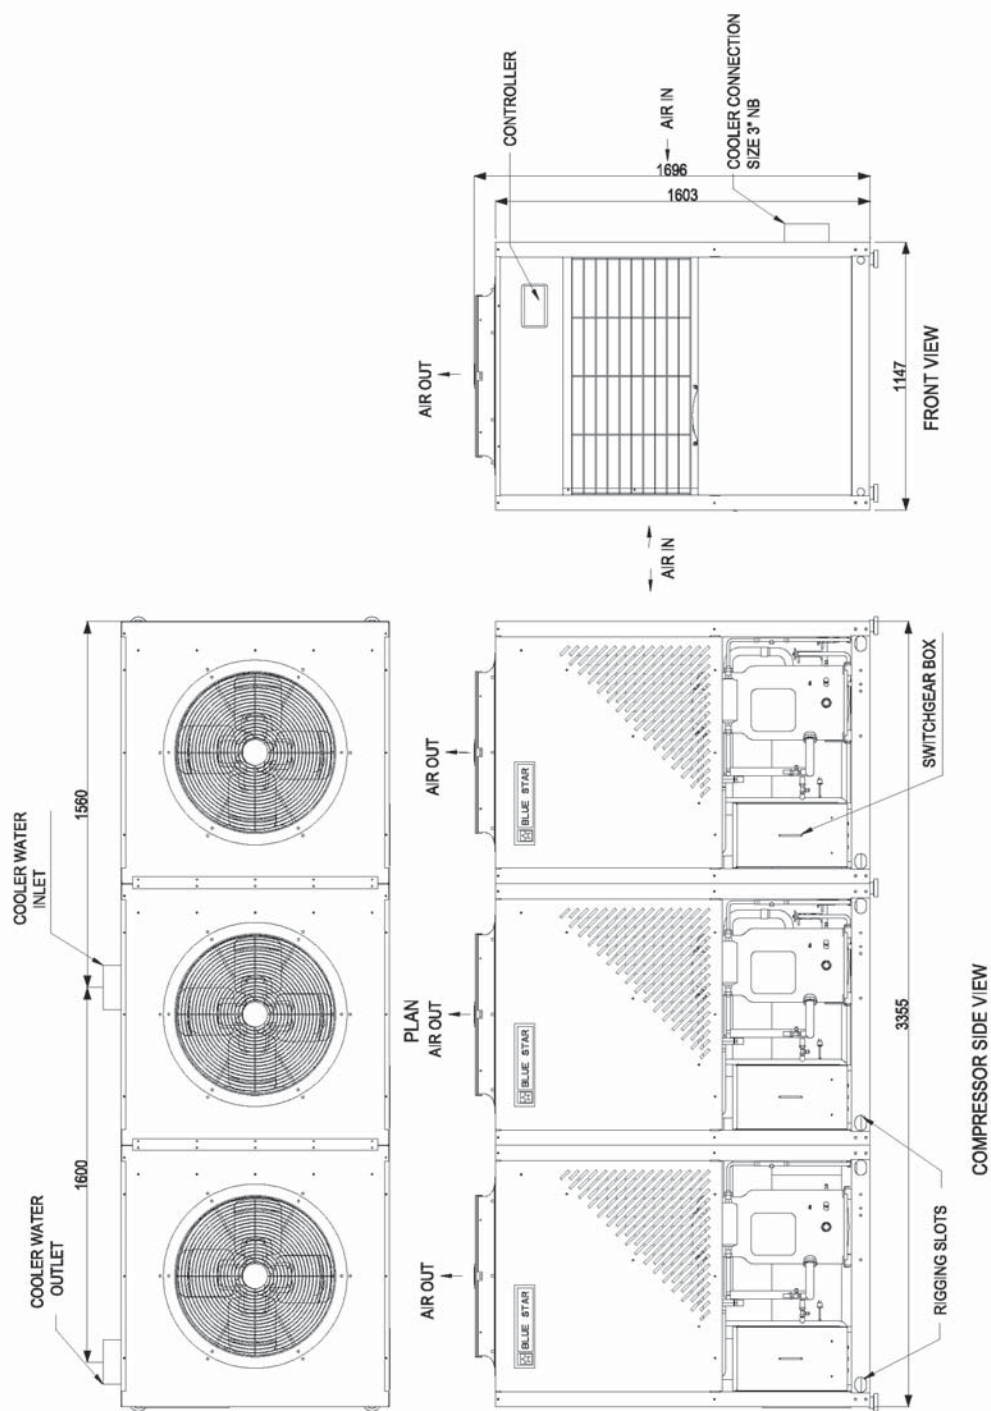 COOLER WATER
OUTLET
1600
COOLER WATER
INLET
1560
PLAN
AIR OUT
AIR OUT
AIR OUT
BLUE STAR
BLUE STAR
BLUE STAR
AIR IN
3355
RIGGING SLOTS
SWITCHGEAR BOX
COMPRESSOR SIDE VIEW
AIR OUT
CONTROLLER
1696
1603
AIR IN
COOLER CONNECTION
SIZE 3" NB
1147
FRONT VIEW